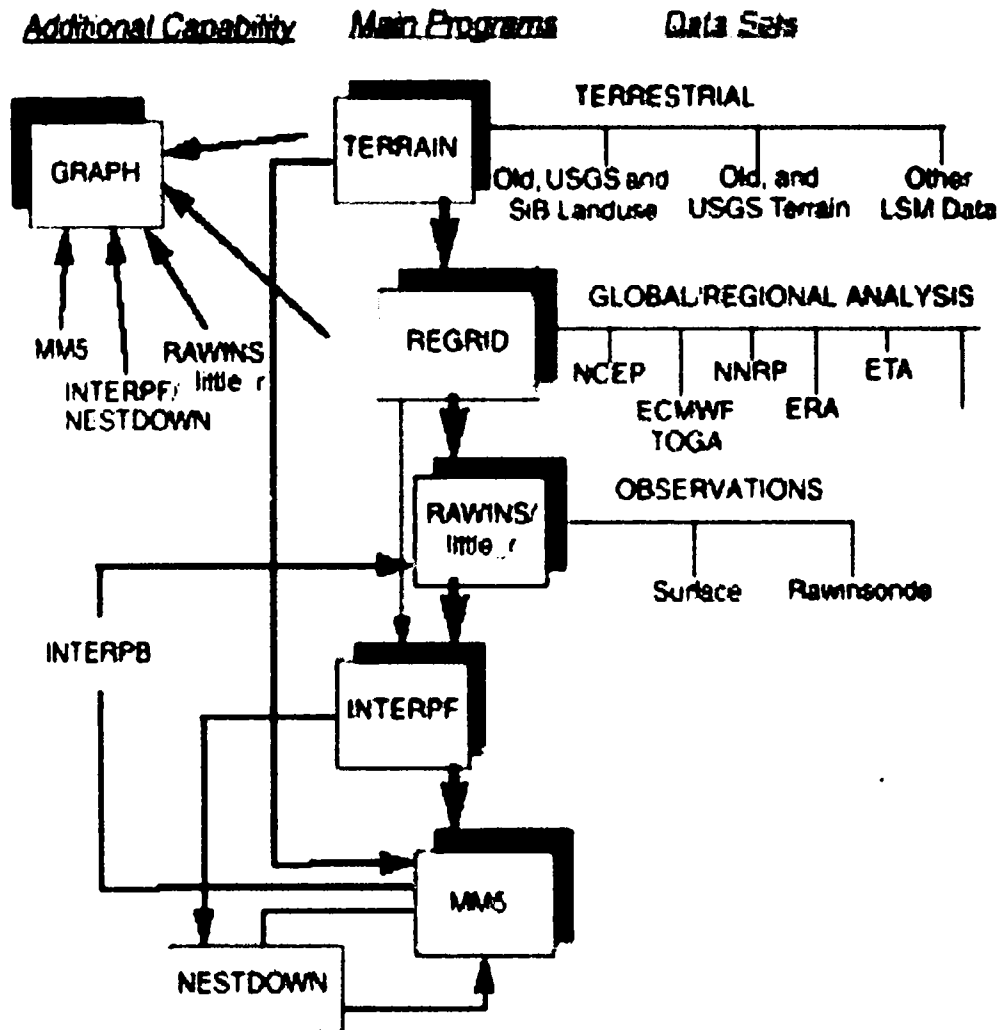 Additional Capability
Main Programs
Data Sets
TERRAIN
TERRESTRIAL
Old, USGS and
SiB Landuse
Old, and
USGS Terrain
Other
LSM Data
GRAPH
MM5
INTERPF/
NESTDOWN
RAWINS
little_r
REGRID
GLOBAL/REGIONAL ANALYSIS
NCEP
ECMWF
TOGA
NNRP
ERA
ETA
RAWINS/
little_r
OBSERVATIONS
Surface
Rawinsonde
INTERPB
INTERPF
MM5
NESTDOWN